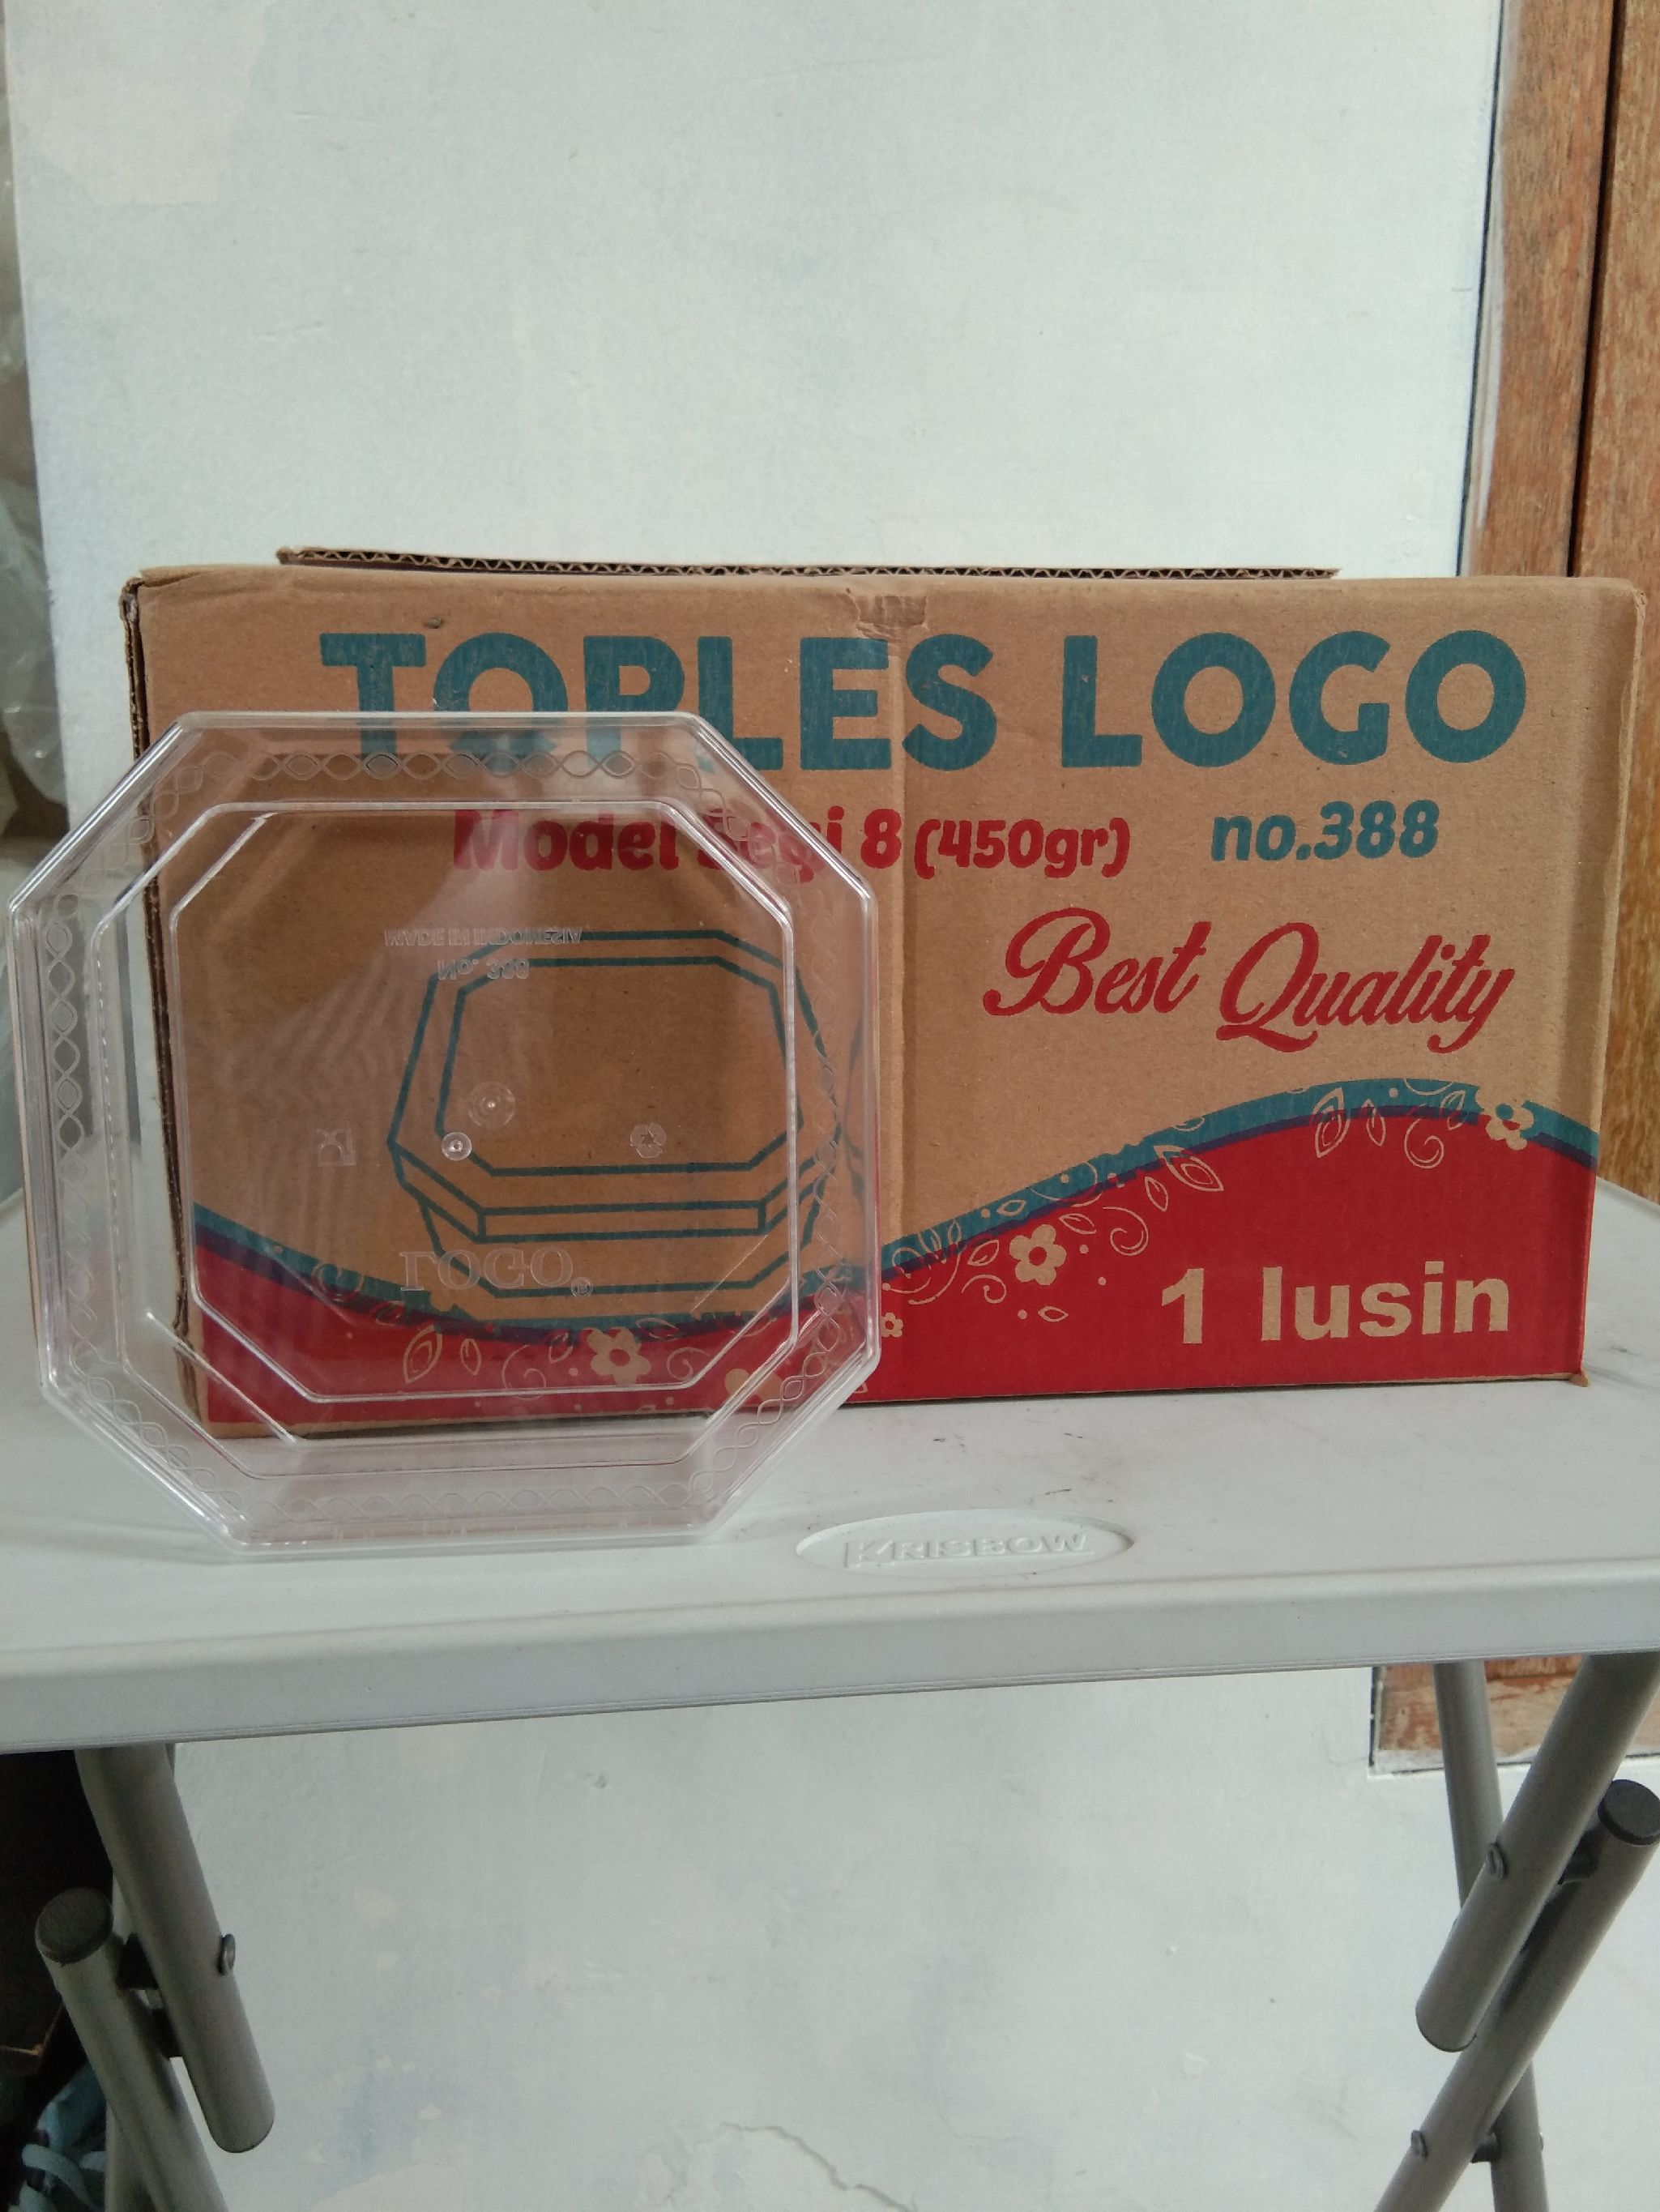 TOPLES LOGO
Model Segi 8 (450gr) no.388
Best Quality
MADE IN INDONESIA
No. 388
LOGO®
1 lusin
KRISBOW